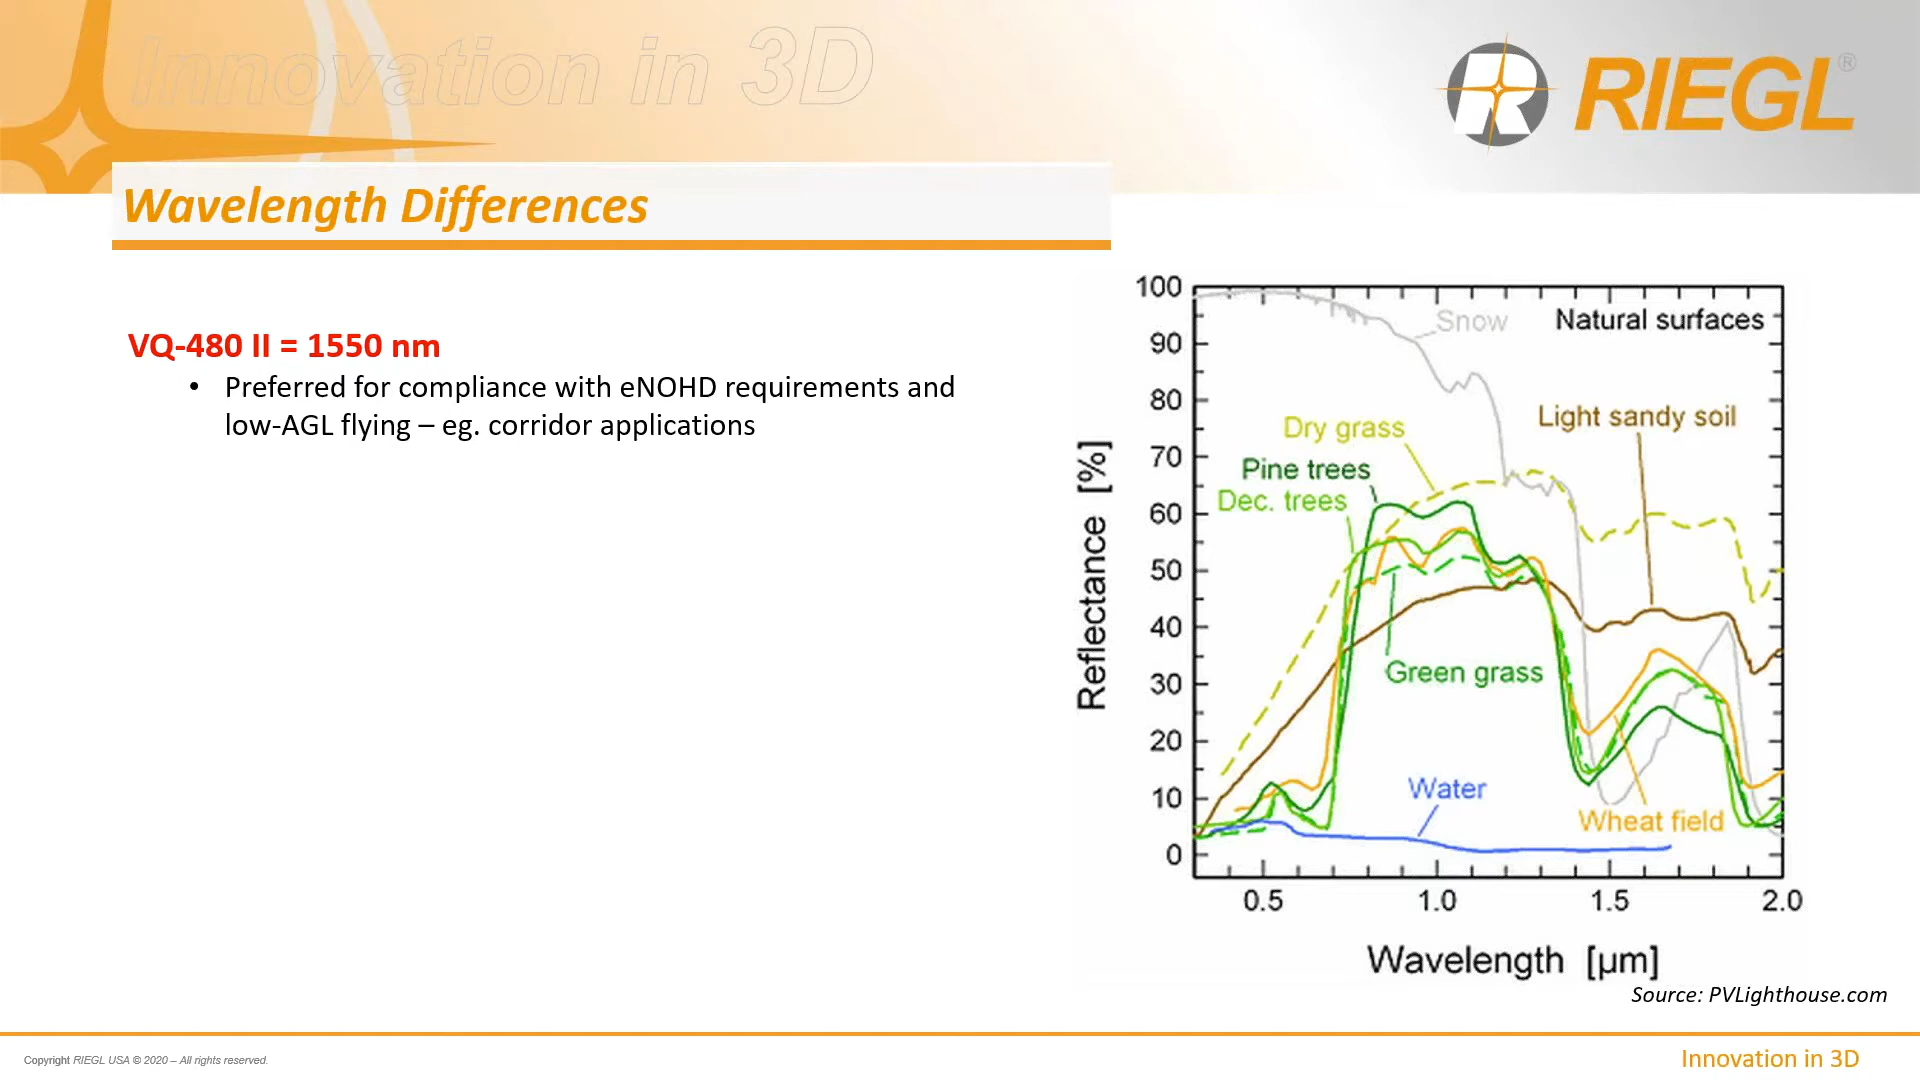 Innovation in 3D
RIEGL®
Wavelength Differences
VQ-480 II = 1550 nm
• Preferred for compliance with eNOHD requirements and
low-AGL flying – eg. corridor applications
100
90
80
70
60
50
40
30
20
10
0
Reflectance [%]
Snow
Natural surfaces
Light sandy soil
Dry grass
Pine trees
Dec. trees
Green grass
Water
Wheat field
0.5 1.0 1.5 2.0
Wavelength [µm]
Source: PVLighthouse.com
Copyright RIEGL USA © 2020 – All rights reserved.
Innovation in 3D